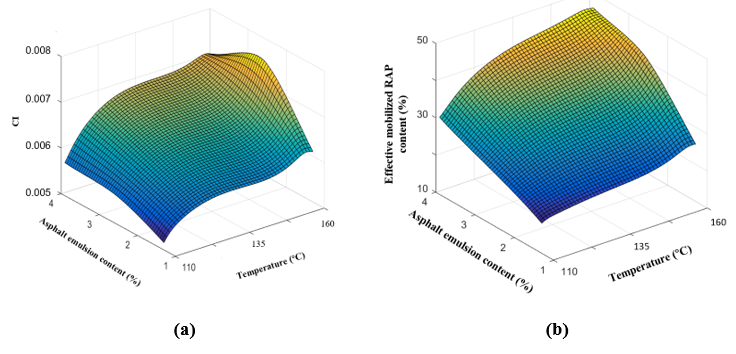 0.008
0.007
0.006
0.005
CI
4
3
2
1
Asphalt emulsion content (%)
110
135
160
Temperature (°C)
(a)
50
30
10
Effective mobilized RAP
content (%)
4
3
2
1
Asphalt emulsion content (%)
110
135
160
Temperature (°C)
(b)